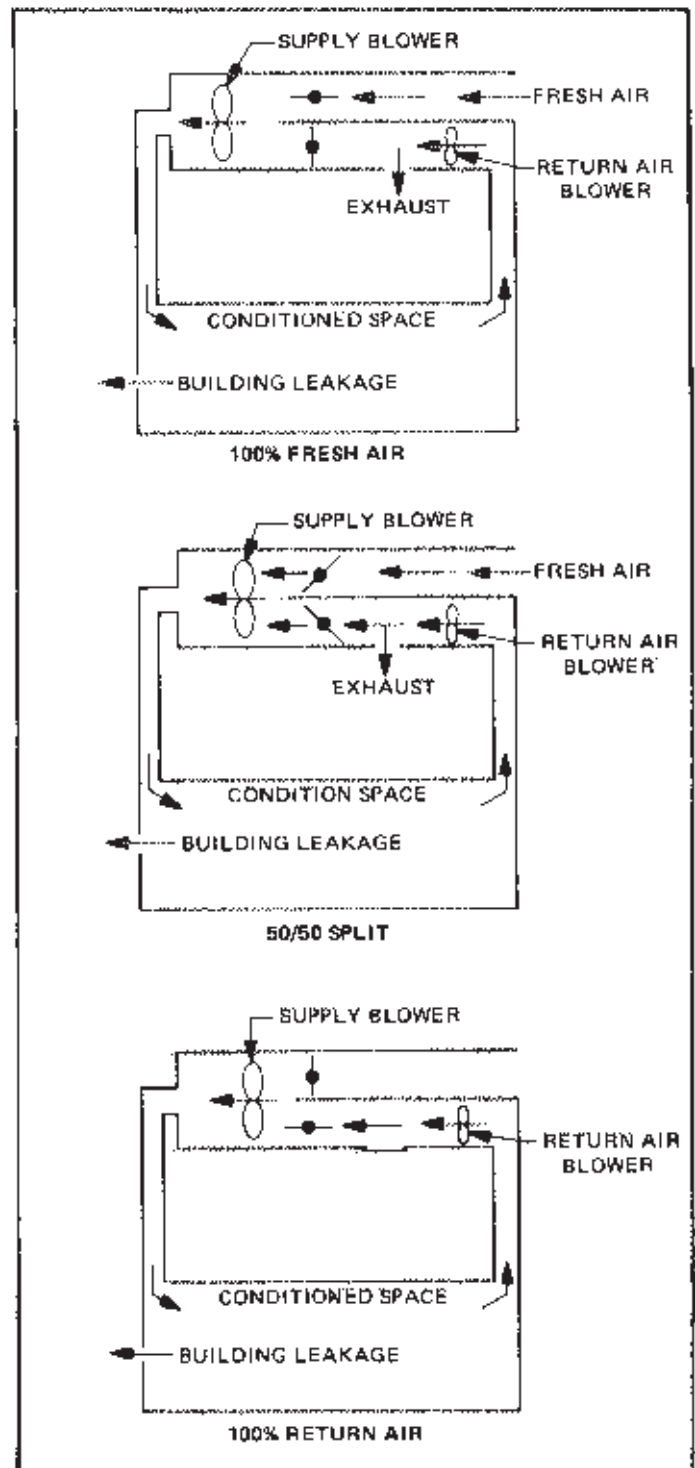 SUPPLY BLOWER
FRESH AIR
RETURN AIR
BLOWER
EXHAUST
CONDITIONED SPACE
BUILDING LEAKAGE
100% FRESH AIR
SUPPLY BLOWER
FRESH AIR
RETURN AIR
BLOWER
EXHAUST
CONDITION SPACE
BUILDING LEAKAGE
50/50 SPLIT
SUPPLY BLOWER
RETURN AIR
BLOWER
CONDITIONED SPACE
BUILDING LEAKAGE
100% RETURN AIR